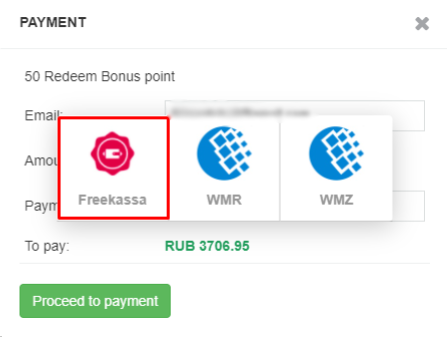 PAYMENT
50 Redeem Bonus point
Email:
Amou
Paym
Freekassa WMR WMZ
To pay: RUB 3706.95
Proceed to payment